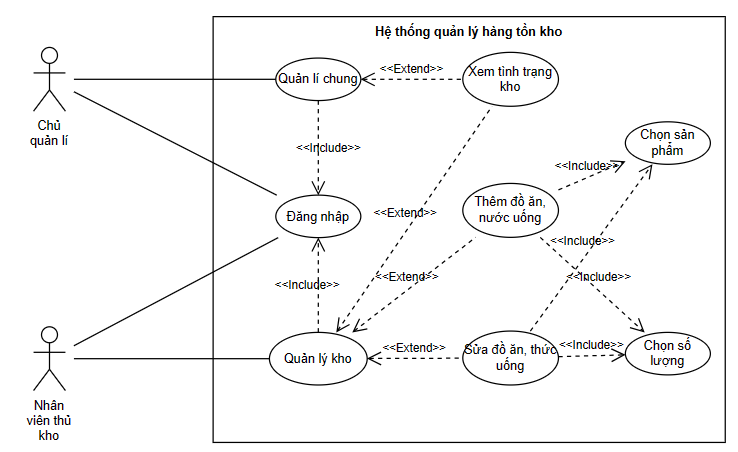 Hệ thống quản lý hàng tồn kho
Quản lí chung
<<Extend>>
Xem tình trạng
kho
Chủ
quản lí
<<Include>>
Chọn sản
phẩm
<<Include>>
Thêm đồ ăn,
nước uống
Đăng nhập
<<Extend>>
<<Include>>
<<Include>>
<<Extend>>
<<Include>>
Quản lý kho
<<Extend>>
Sửa đồ ăn, thức
uống
<<Include>>
Chọn số
lượng
Nhân
viên thủ
kho